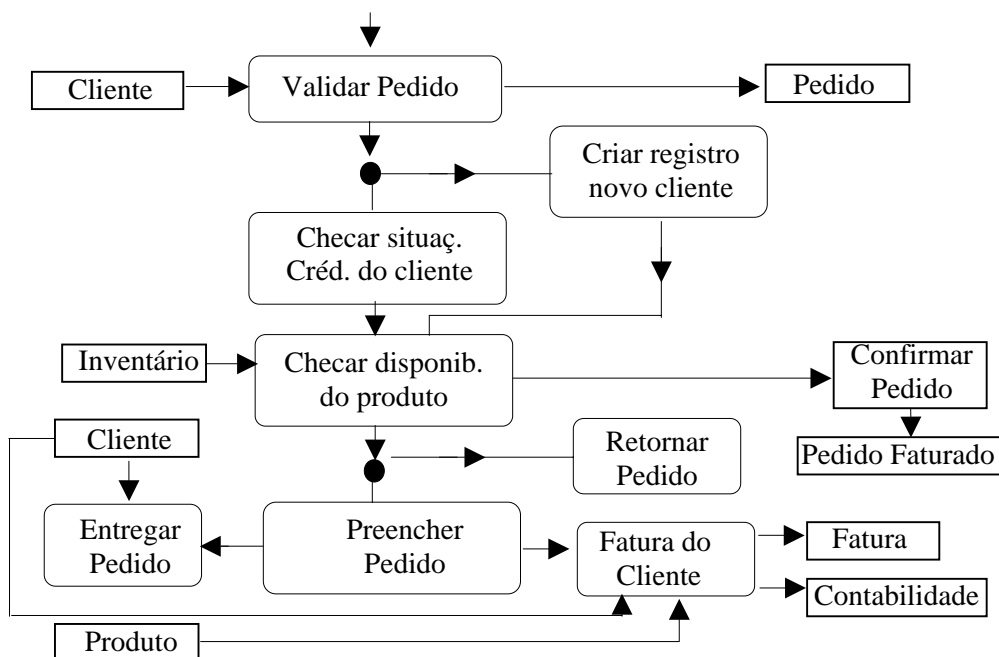 Cliente
Validar Pedido
Pedido
Criar registro
novo cliente
Checar situaç.
Créd. do cliente
Inventário
Checar disponib.
do produto
Confirmar
Pedido
Pedido Faturado
Cliente
Retornar
Pedido
Entregar
Pedido
Preencher
Pedido
Fatura do
Cliente
Fatura
Contabilidade
Produto